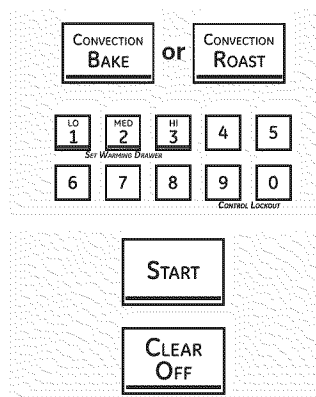 CONVECTION BAKE or CONVECTION ROAST
LO MED HI
1 2 3 4 5
SET WARMING DRAWER
6 7 8 9 0
CONTROL LOCKOUT
START
CLEAR
OFF